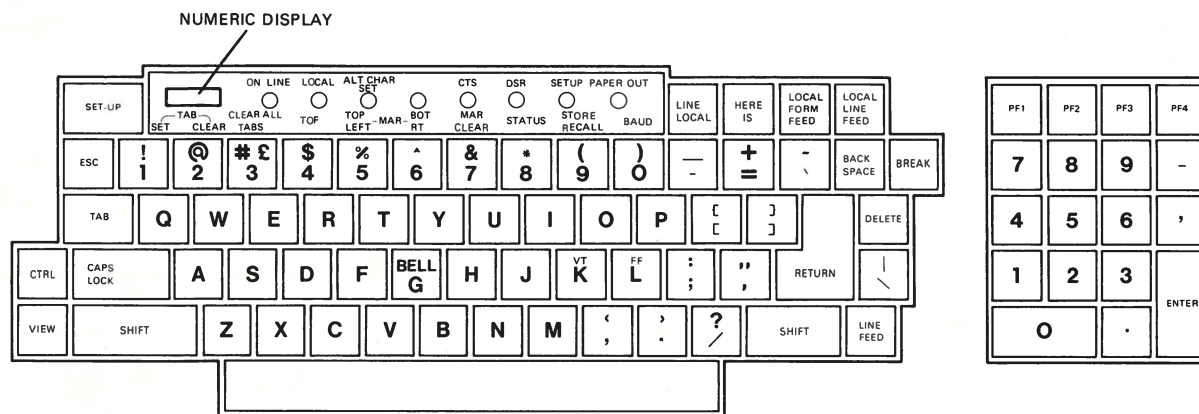 NUMERIC DISPLAY
ON LINE LOCAL ALT CHAR SET CTS DSR SETUP PAPER OUT
SET-UP
TAB
SET CLEAR
CLEAR ALL TABS
TOF
TOP LEFT -MAR- BOT RT
MAR CLEAR
STATUS
STORE RECALL
BAUD
LINE LOCAL
HERE IS
LOCAL FORM FEED
LOCAL LINE FEED
PF1 PF2 PF3 PF4
ESC
! 1
@ 2
# £ 3
$ 4
% 5
^ 6
& 7
* 8
( 9
) 0
— -
+ =
~ `
BACK SPACE
BREAK
7 8 9 -
TAB Q W E R T Y U I O P
[ [
] ]
DELETE
4 5 6 ,
CTRL
CAPS LOCK
A S D F
BELL G
H J
VT K
FF L
: ;
" '
RETURN
| \
1 2 3
ENTER
VIEW SHIFT Z X C V B N M
‘ ,
’ .
? /
SHIFT
LINE FEED
0 .